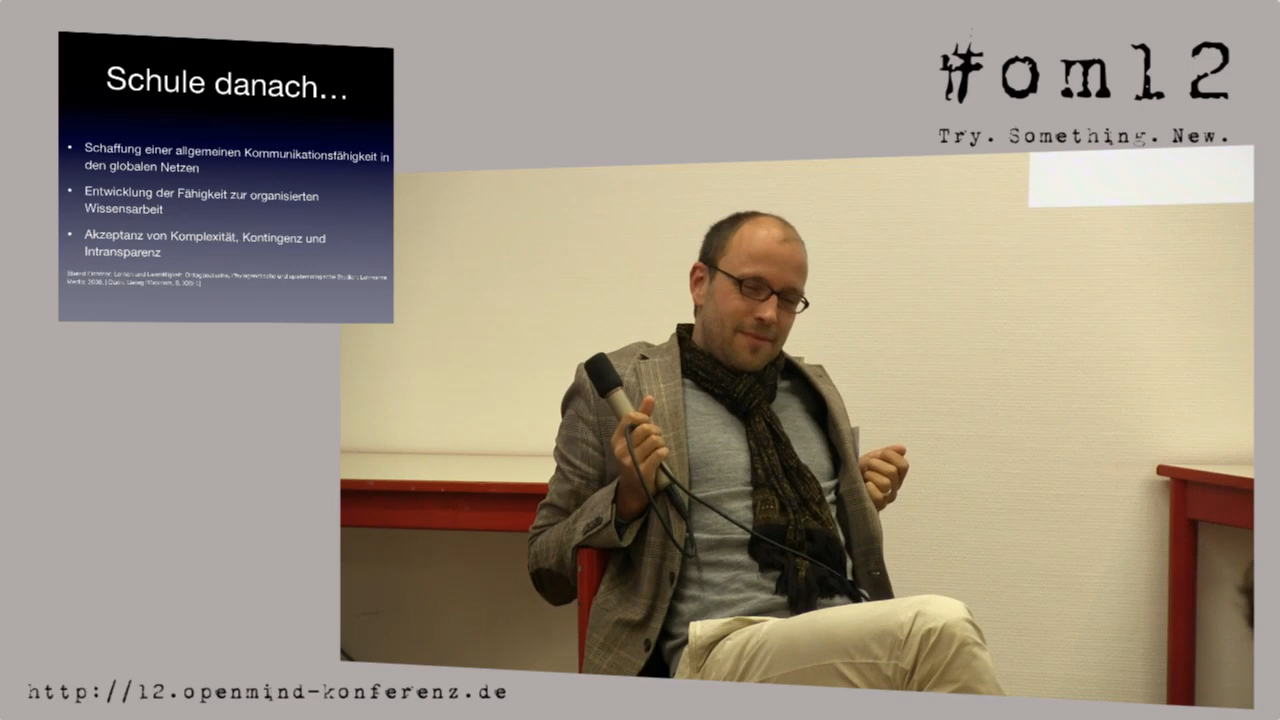 Schule danach...
#om12
Try. Something. New.
• Schaffung einer allgemeinen Kommunikationsfähigkeit in
den globalen Netzen
• Entwicklung der Fähigkeit zur organisierten
Wissensarbeit
• Akzeptanz von Komplexität, Kontingenz und
Intransparenz
http://12.openmind-konferenz.de